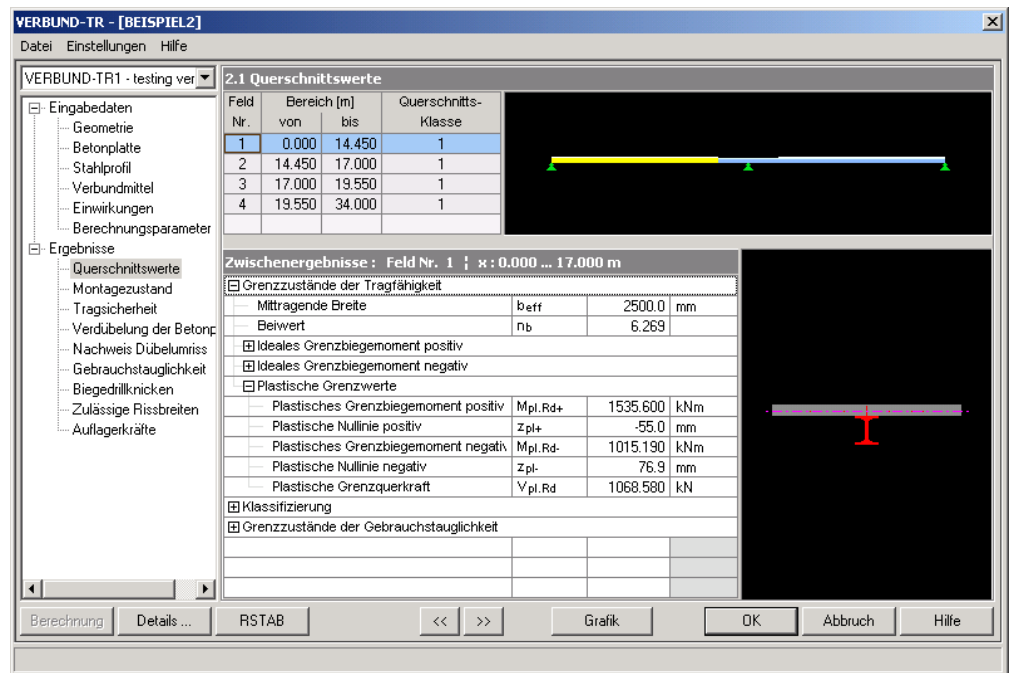 VERBUND-TR - [BEISPIEL2]
Datei Einstellungen Hilfe
VERBUND-TR1 - testing ver
Eingabedaten
Geometrie
Betonplatte
Stahlprofil
Verbundmittel
Einwirkungen
Berechnungsparameter
Ergebnisse
Querschnittswerte
Montagezustand
Tragsicherheit
Verdübelung der Betonp
Nachweis Dübelumriss
Gebrauchstauglichkeit
Biegedrillknicken
Zulässige Rissbreiten
Auflagerkräfte
2.1 Querschnittswerte
Feld Bereich [m] Querschnitts-
Nr. von bis Klasse
1 0.000 14.450 1
2 14.450 17.000 1
3 17.000 19.550 1
4 19.550 34.000 1
Zwischenergebnisse : Feld Nr. 1 ¦ x : 0.000 ... 17.000 m
Grenzzustände der Tragfähigkeit
Mittragende Breite beff 2500.0 mm
Beiwert nb 6.269
Ideales Grenzbiegemoment positiv
Ideales Grenzbiegemoment negativ
Plastische Grenzwerte
Plastisches Grenzbiegemoment positiv Mpl.Rd+ 1535.600 kNm
Plastische Nullinie positiv zpl+ -55.0 mm
Plastisches Grenzbiegemoment negativ Mpl.Rd- 1015.190 kNm
Plastische Nullinie negativ zpl- 76.9 mm
Plastische Grenzquerkraft Vpl.Rd 1068.580 kN
Klassifizierung
Grenzzustände der Gebrauchstauglichkeit
Berechnung Details ... RSTAB << >> Grafik OK Abbruch Hilfe